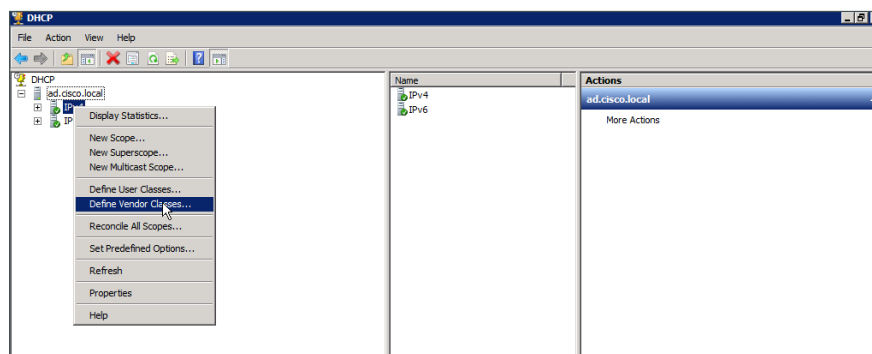 DHCP
File Action View Help
DHCP
ad.cisco.local
IP
Display Statistics...
New Scope...
New Superscope...
New Multicast Scope...
Define User Classes...
Define Vendor Classes...
Reconcile All Scopes...
Set Predefined Options...
Refresh
Properties
Help
Name
IPv4
IPv6
Actions
ad.cisco.local
More Actions